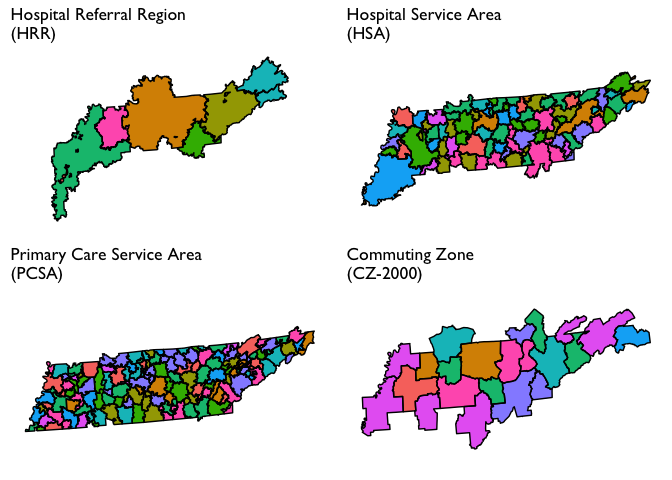 Hospital Referral Region
(HRR)
Hospital Service Area
(HSA)
Primary Care Service Area
(PCSA)
Commuting Zone
(CZ-2000)